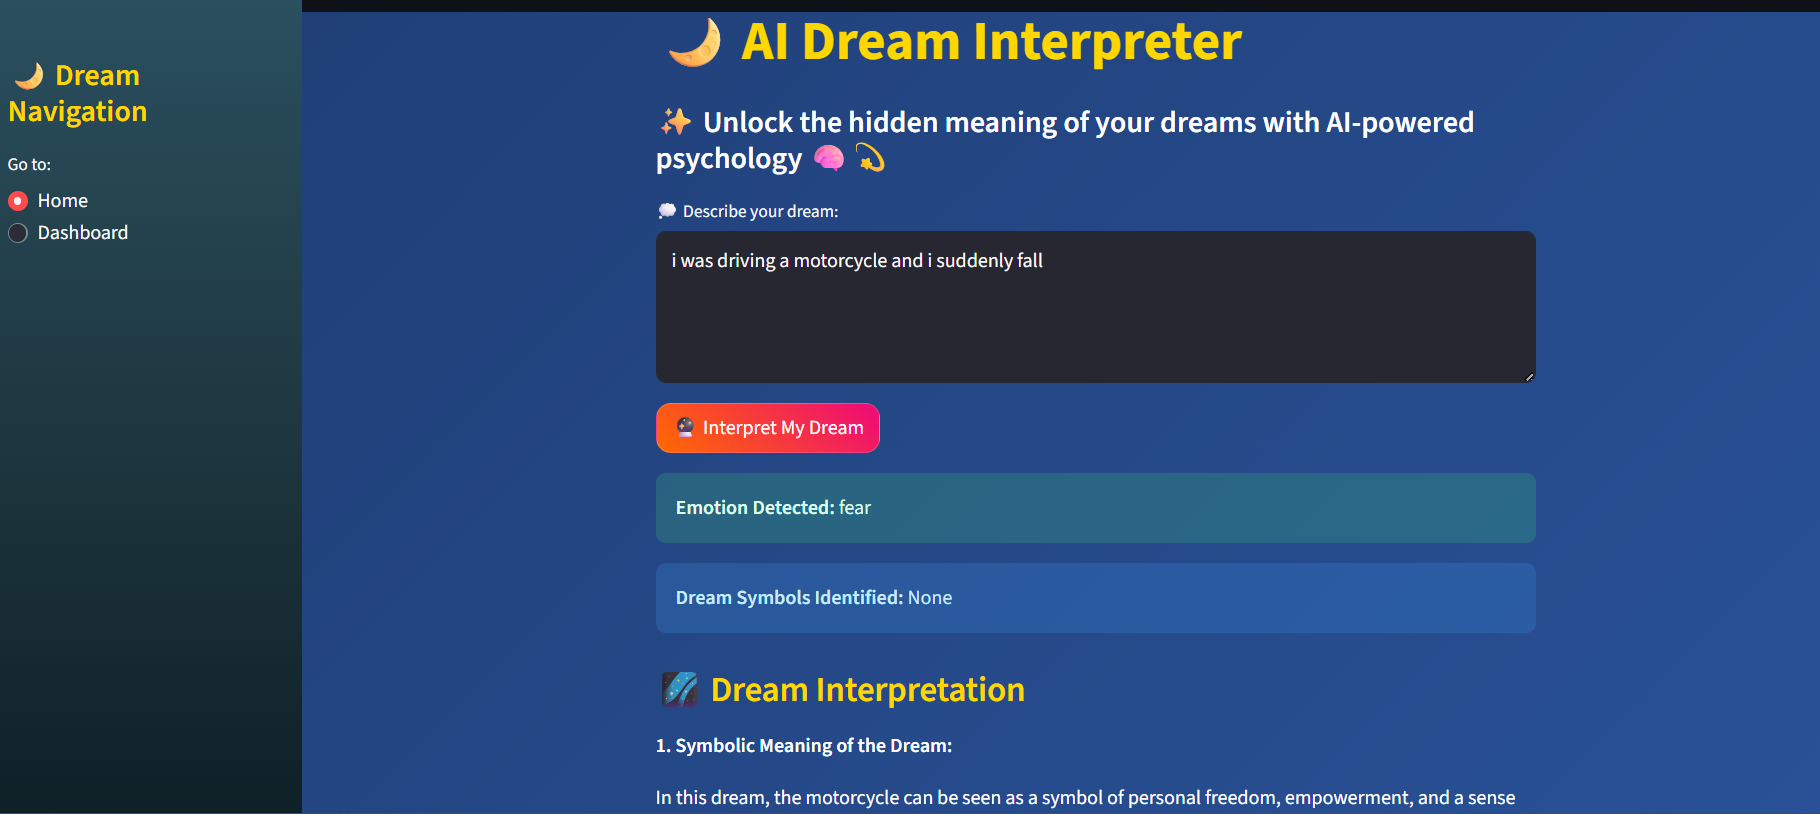 🌙 Dream
Navigation
Go to:
Home
Dashboard
🌙 AI Dream Interpreter
✨ Unlock the hidden meaning of your dreams with AI-powered
psychology 🧠 💫
💭 Describe your dream:
i was driving a motorcycle and i suddenly fall
🔮 Interpret My Dream
Emotion Detected: fear
Dream Symbols Identified: None
🌌 Dream Interpretation
1. Symbolic Meaning of the Dream:
In this dream, the motorcycle can be seen as a symbol of personal freedom, empowerment, and a sense